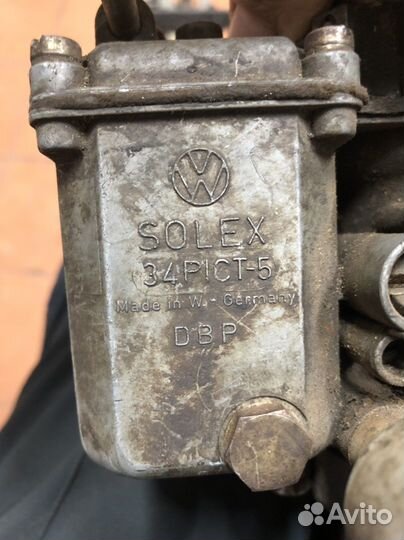 VW
SOLEX
34PICT-5
Made in W.-Germany
DBP
Avito